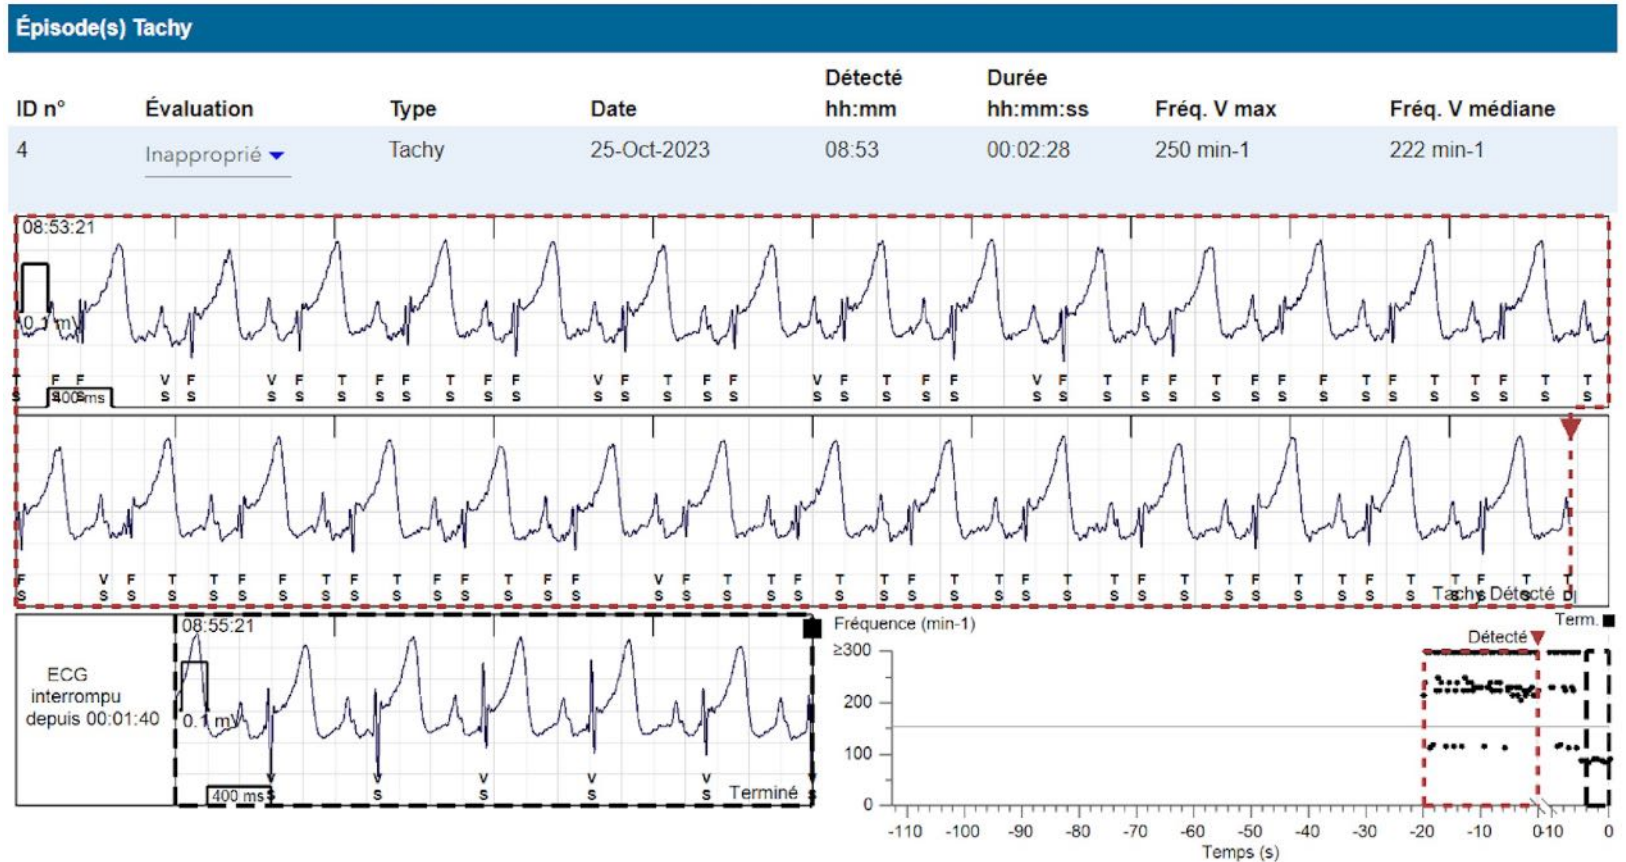 Épisode(s) Tachy
Détecté Durée
ID n° Évaluation Type Date hh:mm hh:mm:ss Fréq. V max Fréq. V médiane
4 Inapproprié Tachy 25-Oct-2023 08:53 00:02:28 250 min-1 222 min-1
08:53:21
0.1 mV
T F F V F V F T F F T F F V F T F F V F T F F V F T F F T F F F T F T T F T T
S S S S S S S S S S S S S S S S S S S S S S S S S S S S S S S S S S S S S S S
400 ms
F V F T T F F T F T F F T F F V F T T F T T F T T F T T F T T F T T F T T F T T
S S S S S S S S S S S S S S S S S S S S S S S S S S S S S S S S S S S
Tachy Détecté
08:55:21
ECG
interrompu
depuis 00:01:40
0.1 mV
V V V V V V
400 ms S S S S S Terminé S
Fréquence (min-1)
Term.
Détecté
≥300
200
100
0
-110 -100 -90 -80 -70 -60 -50 -40 -30 -20 -10 0 -10 0
Temps (s)